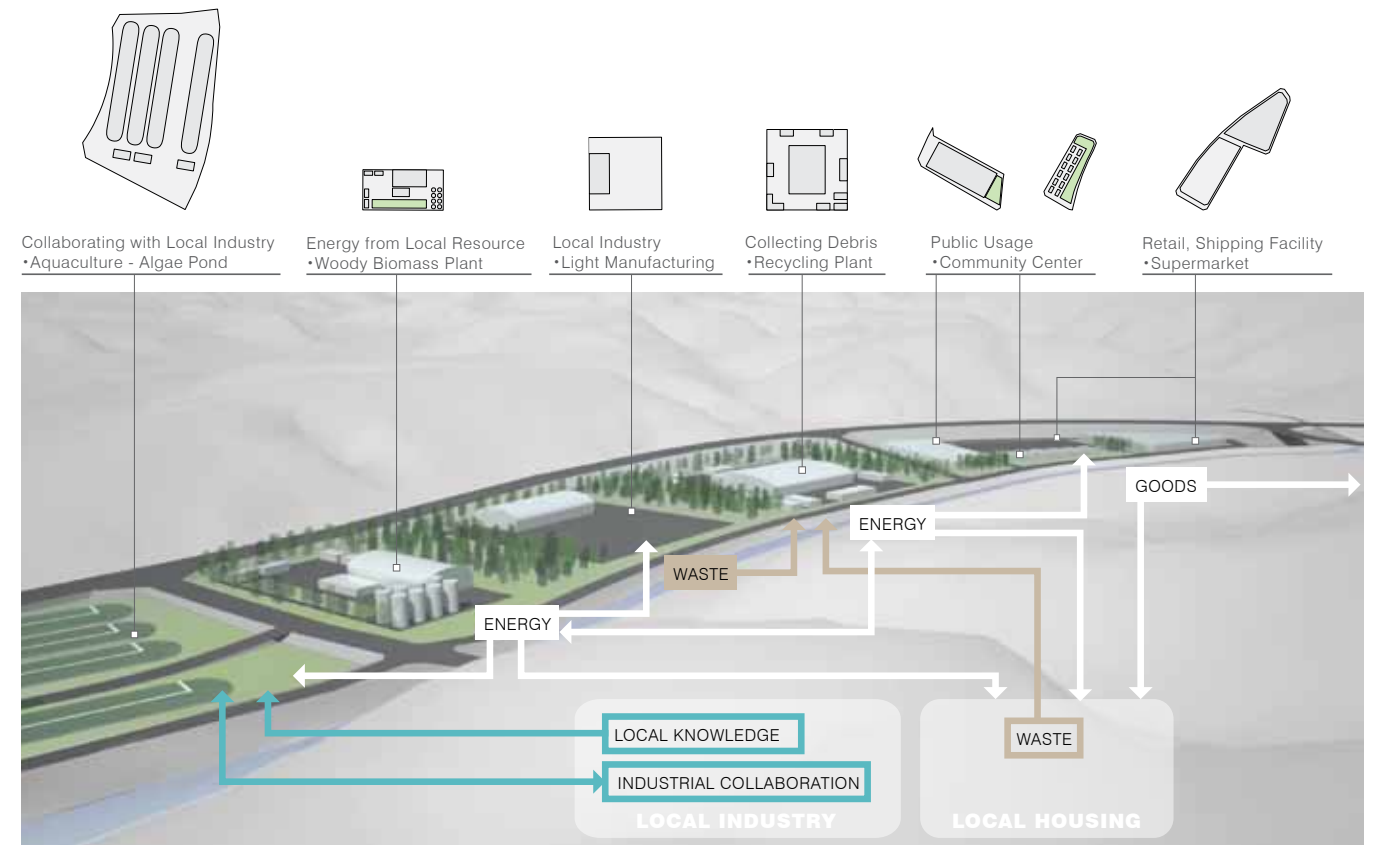 Collaborating with Local Industry
•Aquaculture - Algae Pond
Energy from Local Resource
•Woody Biomass Plant
Local Industry
•Light Manufacturing
Collecting Debris
•Recycling Plant
Public Usage
•Community Center
Retail, Shipping Facility
•Supermarket
GOODS
ENERGY
WASTE
ENERGY
LOCAL KNOWLEDGE
WASTE
INDUSTRIAL COLLABORATION
LOCAL INDUSTRY
LOCAL HOUSING